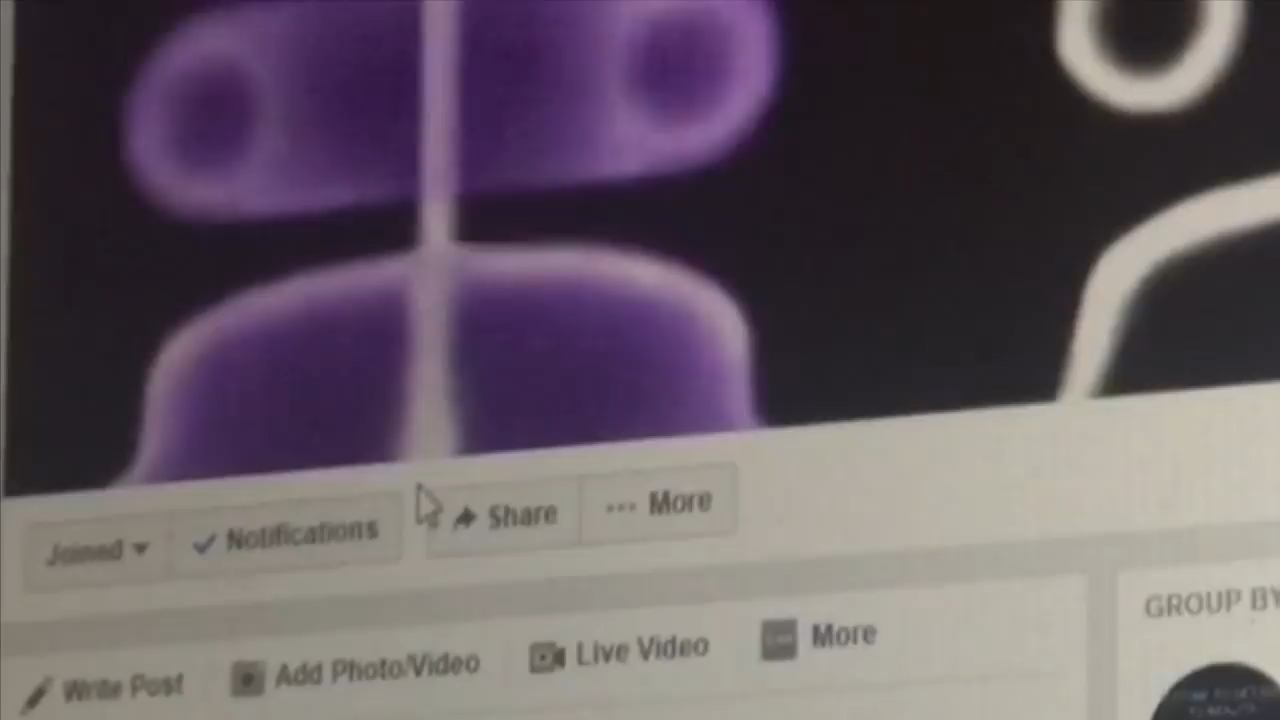 Joined Notifications Share ... More
Write Post Add Photo/Video Live Video More
GROUP BY